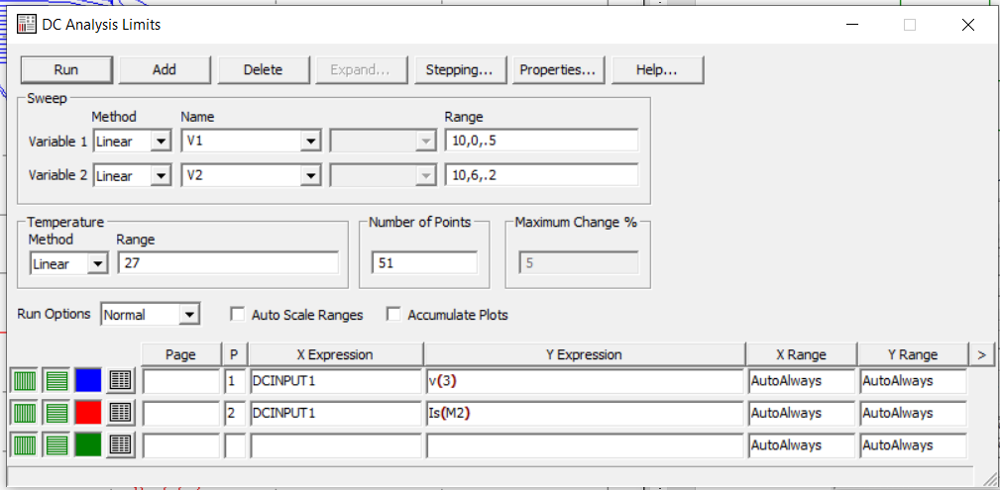 DC Analysis Limits
Run Add Delete Expand... Stepping... Properties... Help...
Sweep
Method Name Range
Variable 1 Linear V1 10,0,.5
Variable 2 Linear V2 10,6,.2
Temperature Number of Points Maximum Change %
Method Range
Linear 27 51 5
Run Options Normal Auto Scale Ranges Accumulate Plots
Page P X Expression Y Expression X Range Y Range >
1 DCINPUT1 v(3) AutoAlways AutoAlways
2 DCINPUT1 Is(M2) AutoAlways AutoAlways
AutoAlways AutoAlways